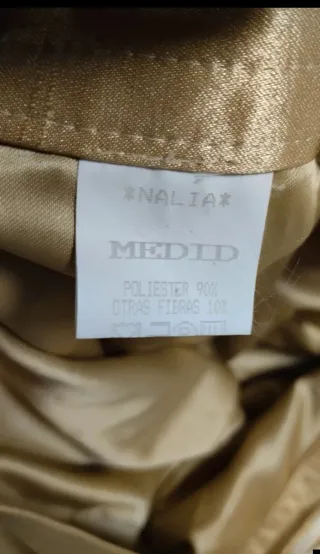 *NALIA*
MEDID
POLIESTER 90%
OTRAS FIBRAS 10%